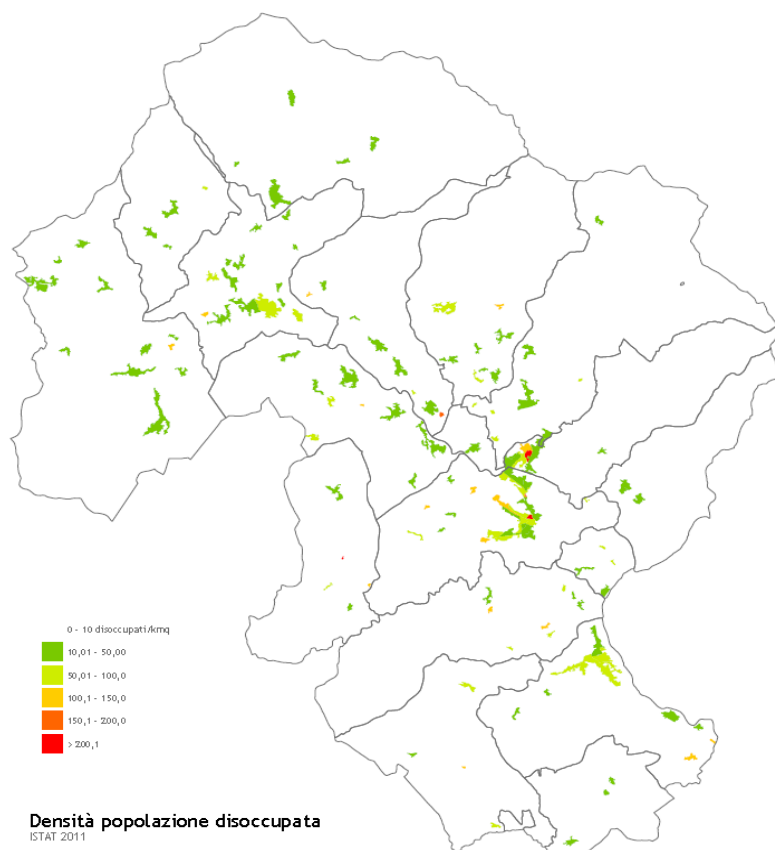 0 - 10 disoccupati/kmq
10,01 - 50,00
50,01 - 100,0
100,1 - 150,0
150,1 - 200,0
> 200,1
Densità popolazione disoccupata
ISTAT 2011